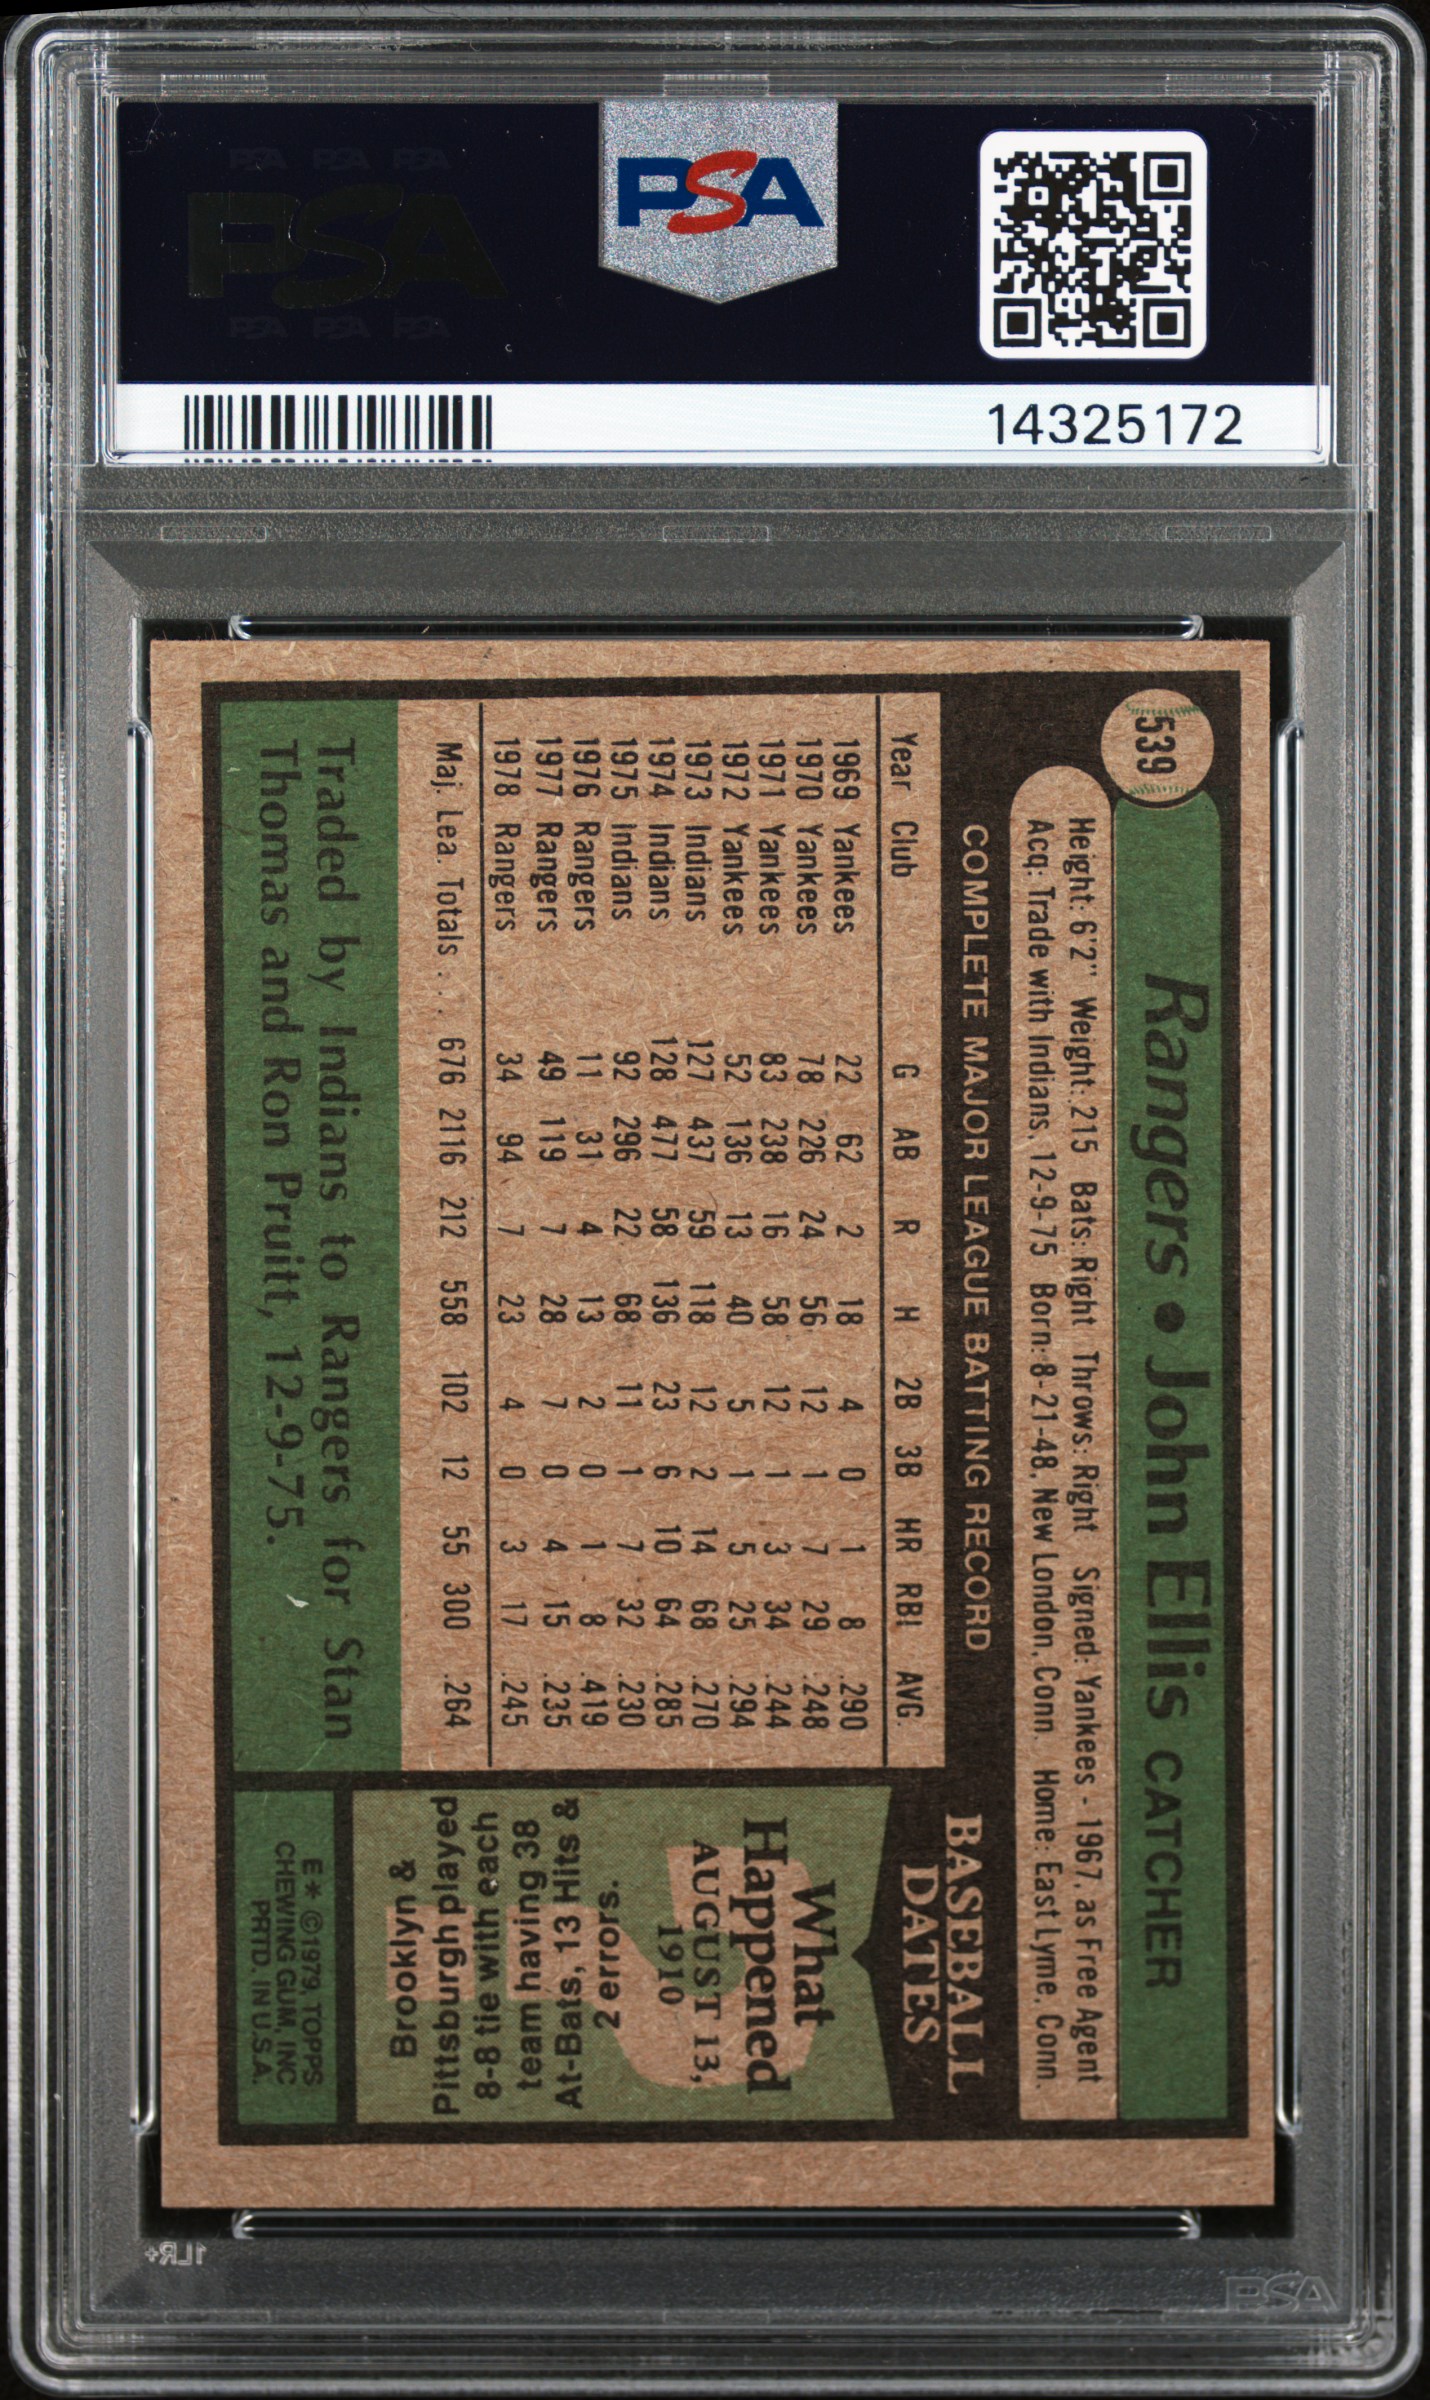 PSA PSA PSA
PSA
PSA PSA PSA
PSA
14325172
539
Rangers • John Ellis CATCHER
Height: 6'2" Weight: 215 Bats: Right Throws: Right Signed: Yankees - 1967, as Free Agent
Acq: Trade with Indians, 12-9-75 Born: 8-21-48, New London, Conn. Home: East Lyme, Conn.
COMPLETE MAJOR LEAGUE BATTING RECORD
Year Club G AB R H 2B 3B HR RBI AVG.
1969 Yankees 22 62 2 18 4 0 1 8 .290
1970 Yankees 78 226 24 56 12 1 7 29 .248
1971 Yankees 83 238 16 58 12 1 3 34 .244
1972 Yankees 52 136 13 40 5 1 5 25 .294
1973 Indians 127 437 59 118 12 2 14 68 .270
1974 Indians 128 477 58 136 23 6 10 64 .285
1975 Indians 92 296 22 68 11 1 7 32 .230
1976 Rangers 11 31 4 13 2 0 1 8 .419
1977 Rangers 49 119 7 28 7 0 4 15 .235
1978 Rangers 34 94 7 23 4 0 3 17 .245
Maj. Lea. Totals . . . 676 2116 212 558 102 12 55 300 .264
Traded by Indians to Rangers for Stan
Thomas and Ron Pruitt, 12-9-75.
BASEBALL
DATES
What
Happened
AUGUST 13,
1910
2 errors.
At-Bats, 13 Hits &
team having 38
8-8 tie with each
Pittsburgh played
Brooklyn &
E* ©1979, TOPPS
CHEWING GUM, INC
PRTD. IN U.S.A.
1LR+
PSA